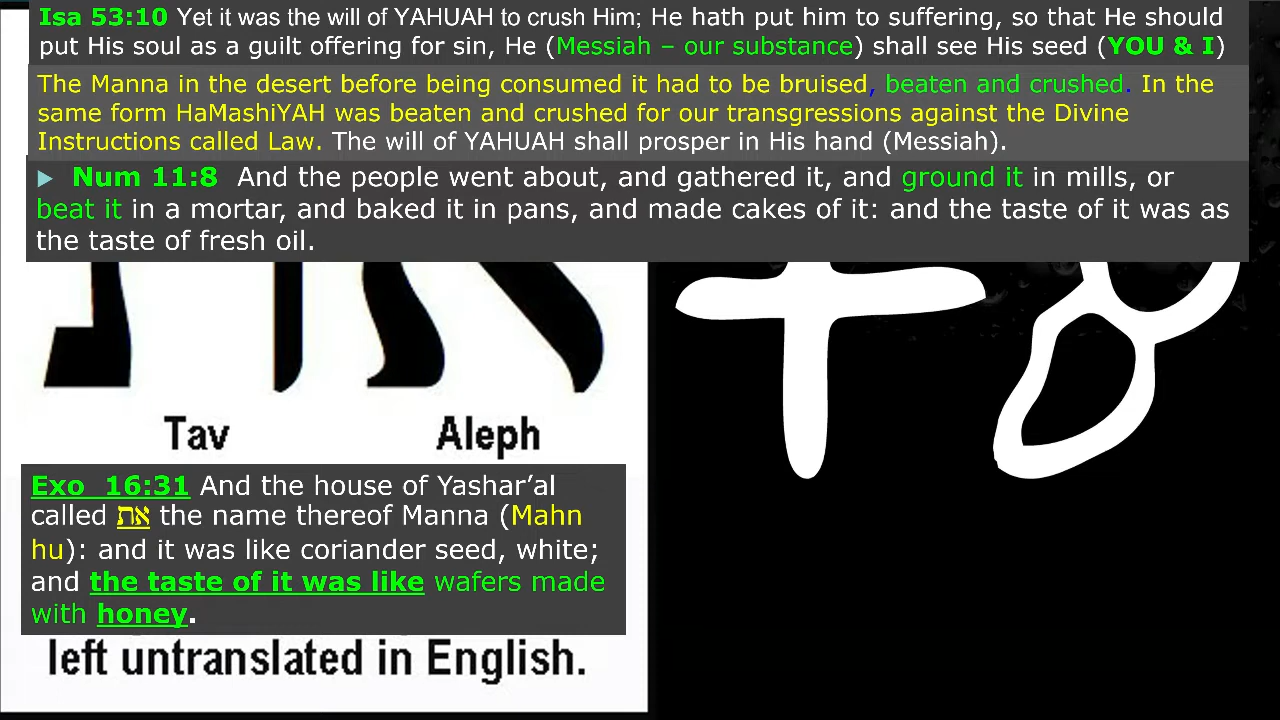 Isa 53:10 Yet it was the will of YAHUAH to crush Him; He hath put him to suffering, so that He should
put His soul as a guilt offering for sin, He (Messiah – our substance) shall see His seed (YOU & I)
The Manna in the desert before being consumed it had to be bruised, beaten and crushed. In the
same form HaMashiYAH was beaten and crushed for our transgressions against the Divine
Instructions called Law. The will of YAHUAH shall prosper in His hand (Messiah).
► Num 11:8 And the people went about, and gathered it, and ground it in mills, or
beat it in a mortar, and baked it in pans, and made cakes of it: and the taste of it was as
the taste of fresh oil.
את
Tav Aleph
Exo 16:31 And the house of Yashar’al
called את the name thereof Manna (Mahn
hu): and it was like coriander seed, white;
and the taste of it was like wafers made
with honey.
left untranslated in English.